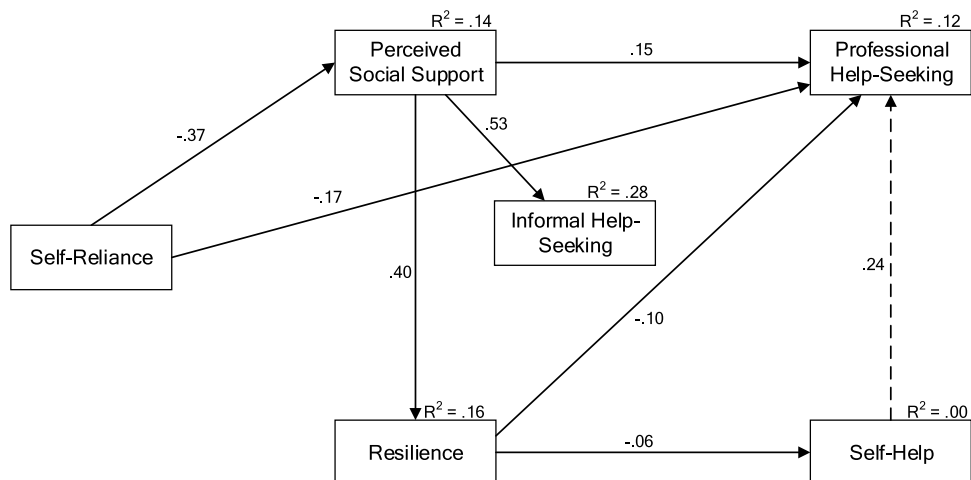 R² = .14
R² = .12
Perceived
Social Support
.15
Professional
Help-Seeking
-.37
.53
-.17
R² = .28
Informal Help-
Seeking
Self-Reliance
.40
.24
-.10
R² = .16
R² = .00
Resilience
-.06
Self-Help